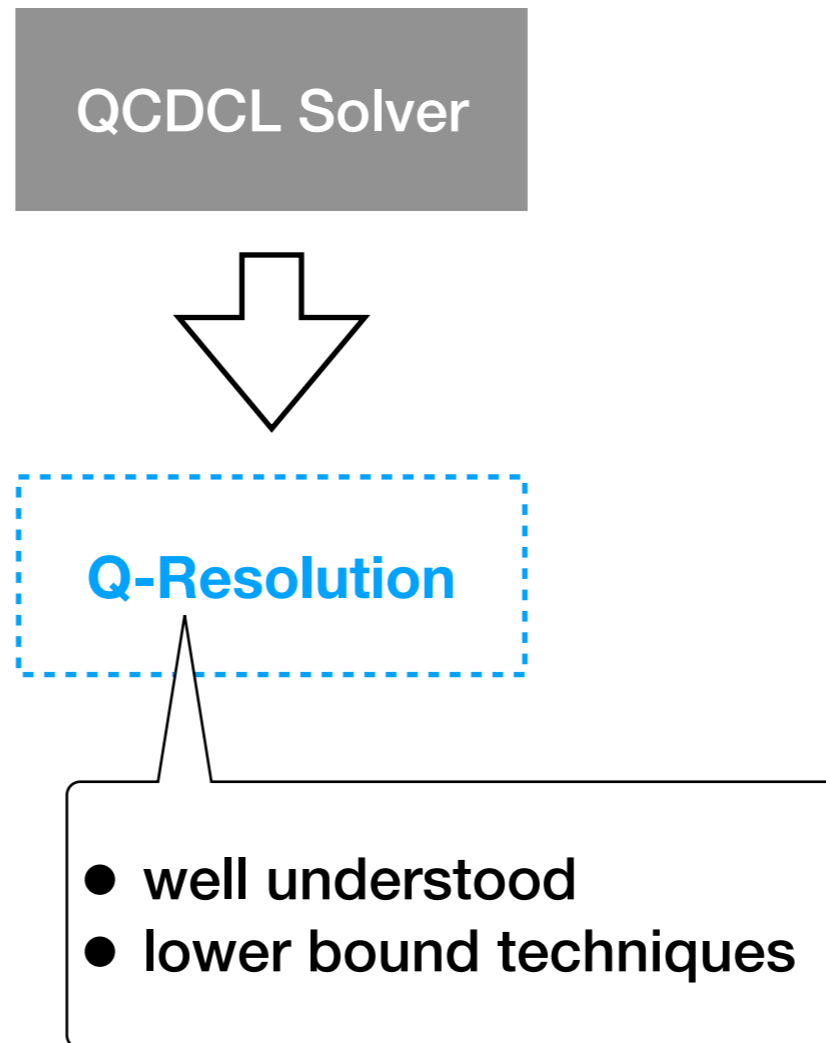 QCDCL Solver
Q-Resolution
● well understood
● lower bound techniques